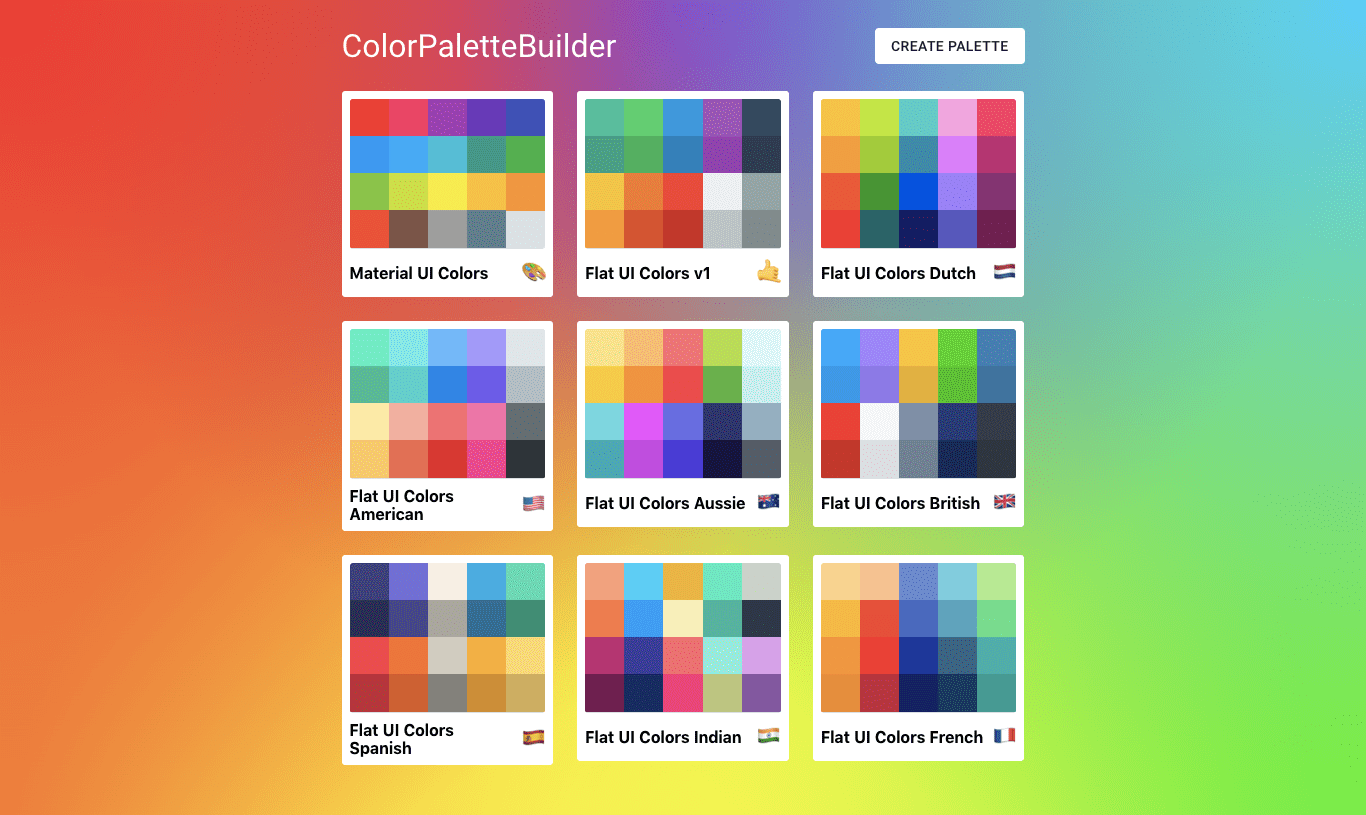 ColorPaletteBuilder
CREATE PALETTE
Material UI Colors
Flat UI Colors v1
Flat UI Colors Dutch
Flat UI Colors
American
Flat UI Colors Aussie
Flat UI Colors British
Flat UI Colors
Spanish
Flat UI Colors Indian
Flat UI Colors French